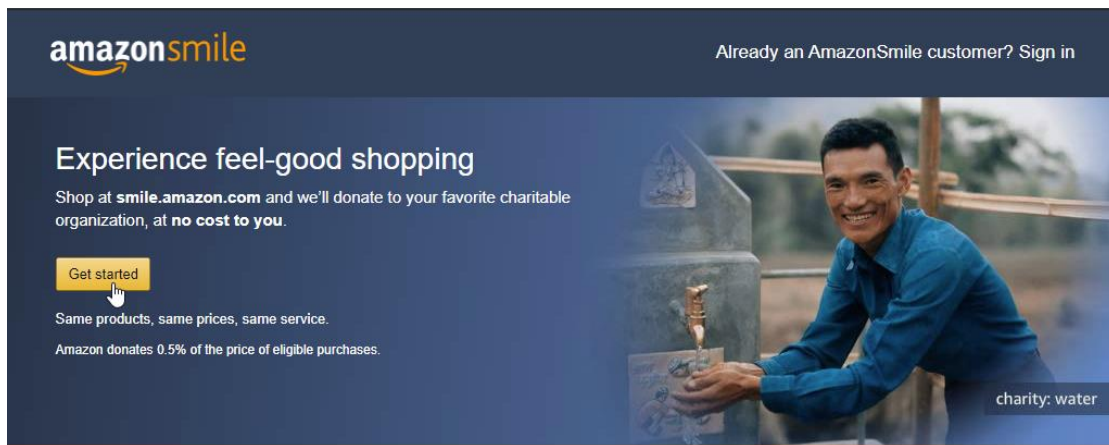 amazonsmile
Already an AmazonSmile customer? Sign in
Experience feel-good shopping
Shop at smile.amazon.com and we'll donate to your favorite charitable
organization, at no cost to you.
Get started
Same products, same prices, same service.
Amazon donates 0.5% of the price of eligible purchases.
charity: water